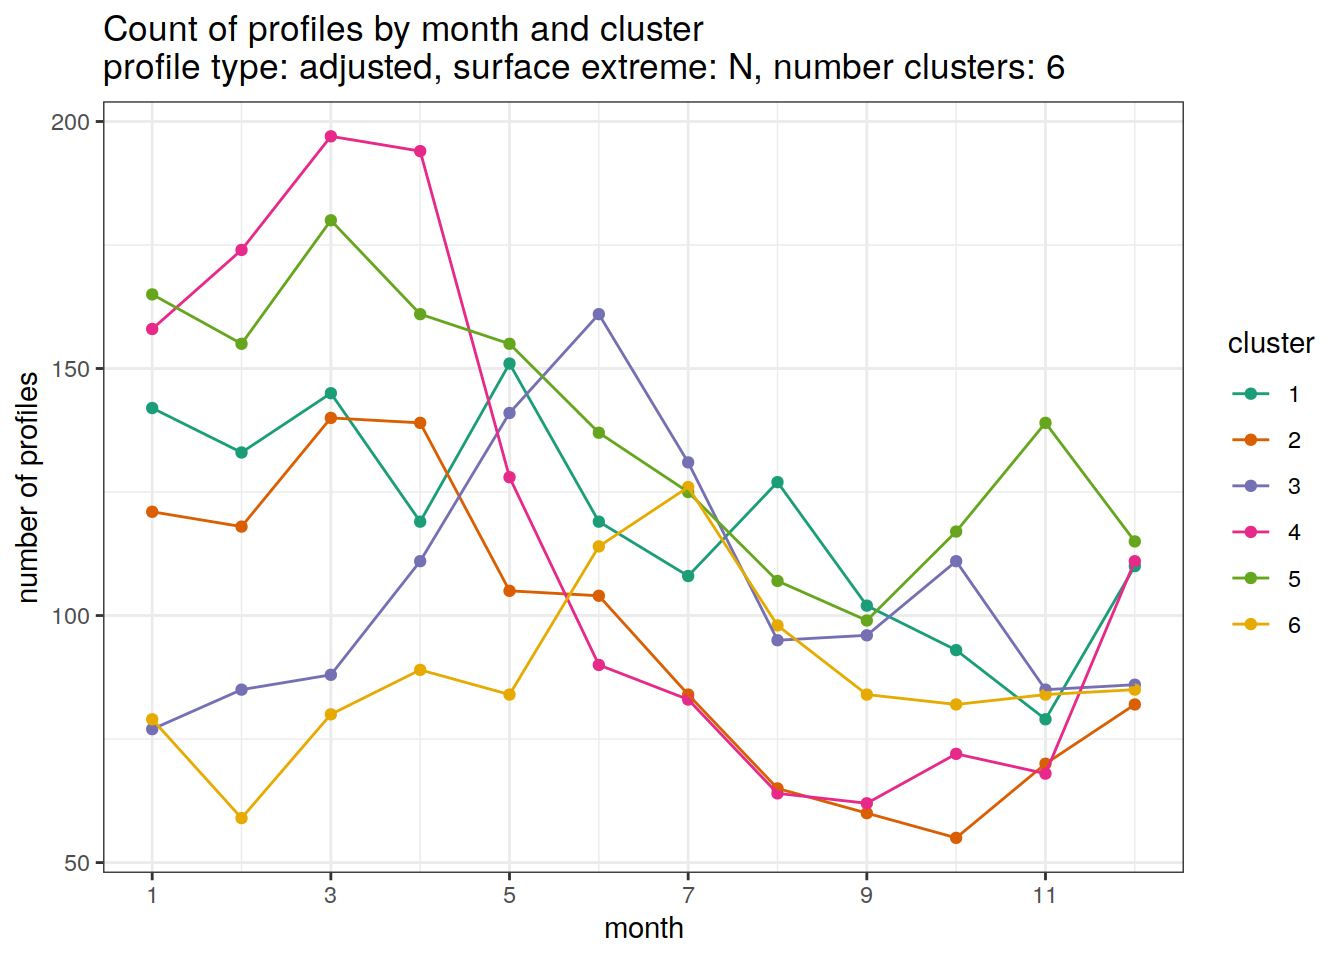 Count of profiles by month and cluster
profile type: adjusted, surface extreme: N, number clusters: 6
200
150
100
50
number of profiles
1 3 5 7 9 11
month
cluster
1
2
3
4
5
6